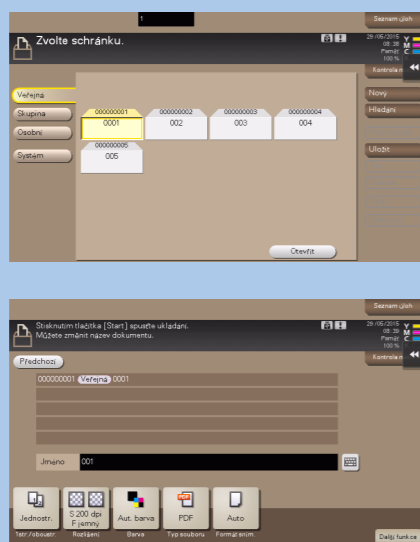 1
Seznam úloh
Zvolte schránku.
29/05/2015
08:38
Paměť
100 %
Y
M
C
Kontrola
Veřejná
Skupina
Osobní
Systém
000000001
0001
000000002
002
000000003
003
000000004
004
000000005
005
Nový
Hledání
Uložit
Otevřít
Seznam úloh
Stisknutím tlačítka [Start] spusťte ukládání.
Můžete změnit název dokumentu.
29/05/2015
08:39
Paměť
100 %
Y
M
C
Kontrola
Předchozí
000000001 Veřejná 0001
Jméno 001
Jednostr.
S 200 dpi
F jemný
Aut. barva
PDF
Auto
1str./oboustr.
Rozlišení
Barva
Typ souboru
Formát sním.
Další funkce